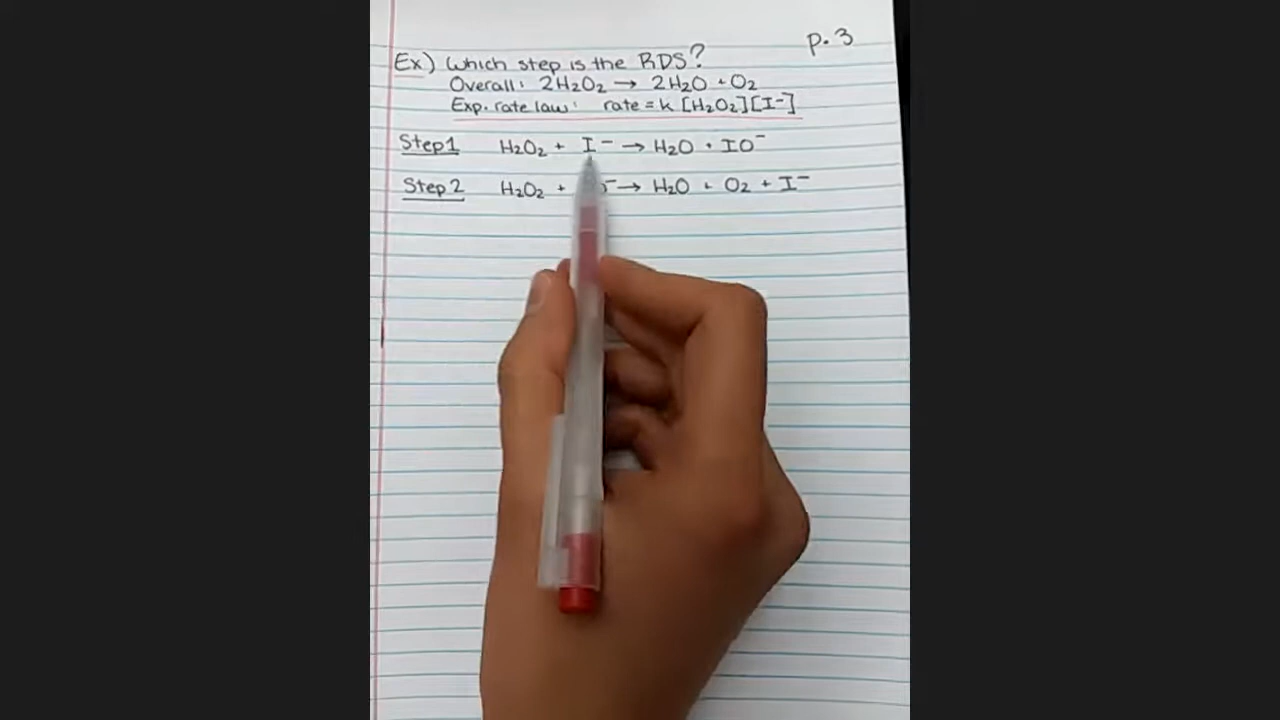 p. 3
Ex) Which step is the RDS?
Overall: 2H₂O₂ → 2H₂O + O₂
Exp. rate law: rate = k [H₂O₂][I⁻]
Step 1 H₂O₂ + I⁻ → H₂O + IO⁻
Step 2 H₂O₂ + O⁻ → H₂O + O₂ + I⁻